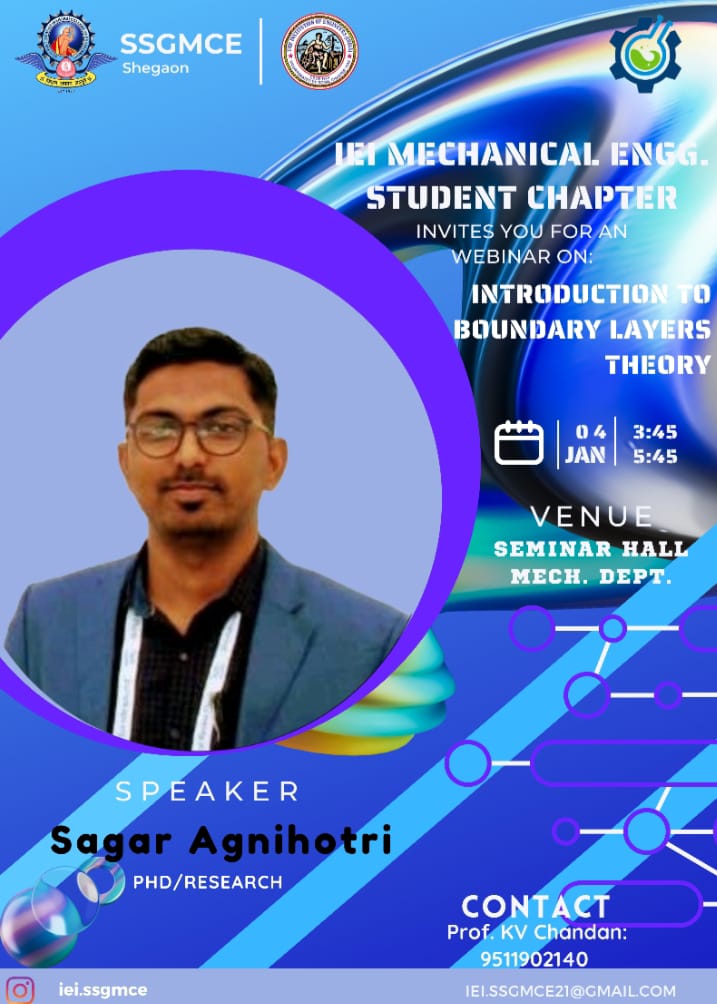 SSGMCE
Shegaon
IEI MECHANICAL ENGG.
STUDENT CHAPTER
INVITES YOU FOR AN
WEBINAR ON:
INTRODUCTION TO
BOUNDARY LAYERS
THEORY
04 3:45
JAN 5:45
VENUE
SEMINAR HALL
MECH. DEPT.
SPEAKER
Sagar Agnihotri
PHD/RESEARCH
CONTACT
Prof. KV Chandan:
9511902140
iei.ssgmce
IEI.SSGMCE21@GMAIL.COM